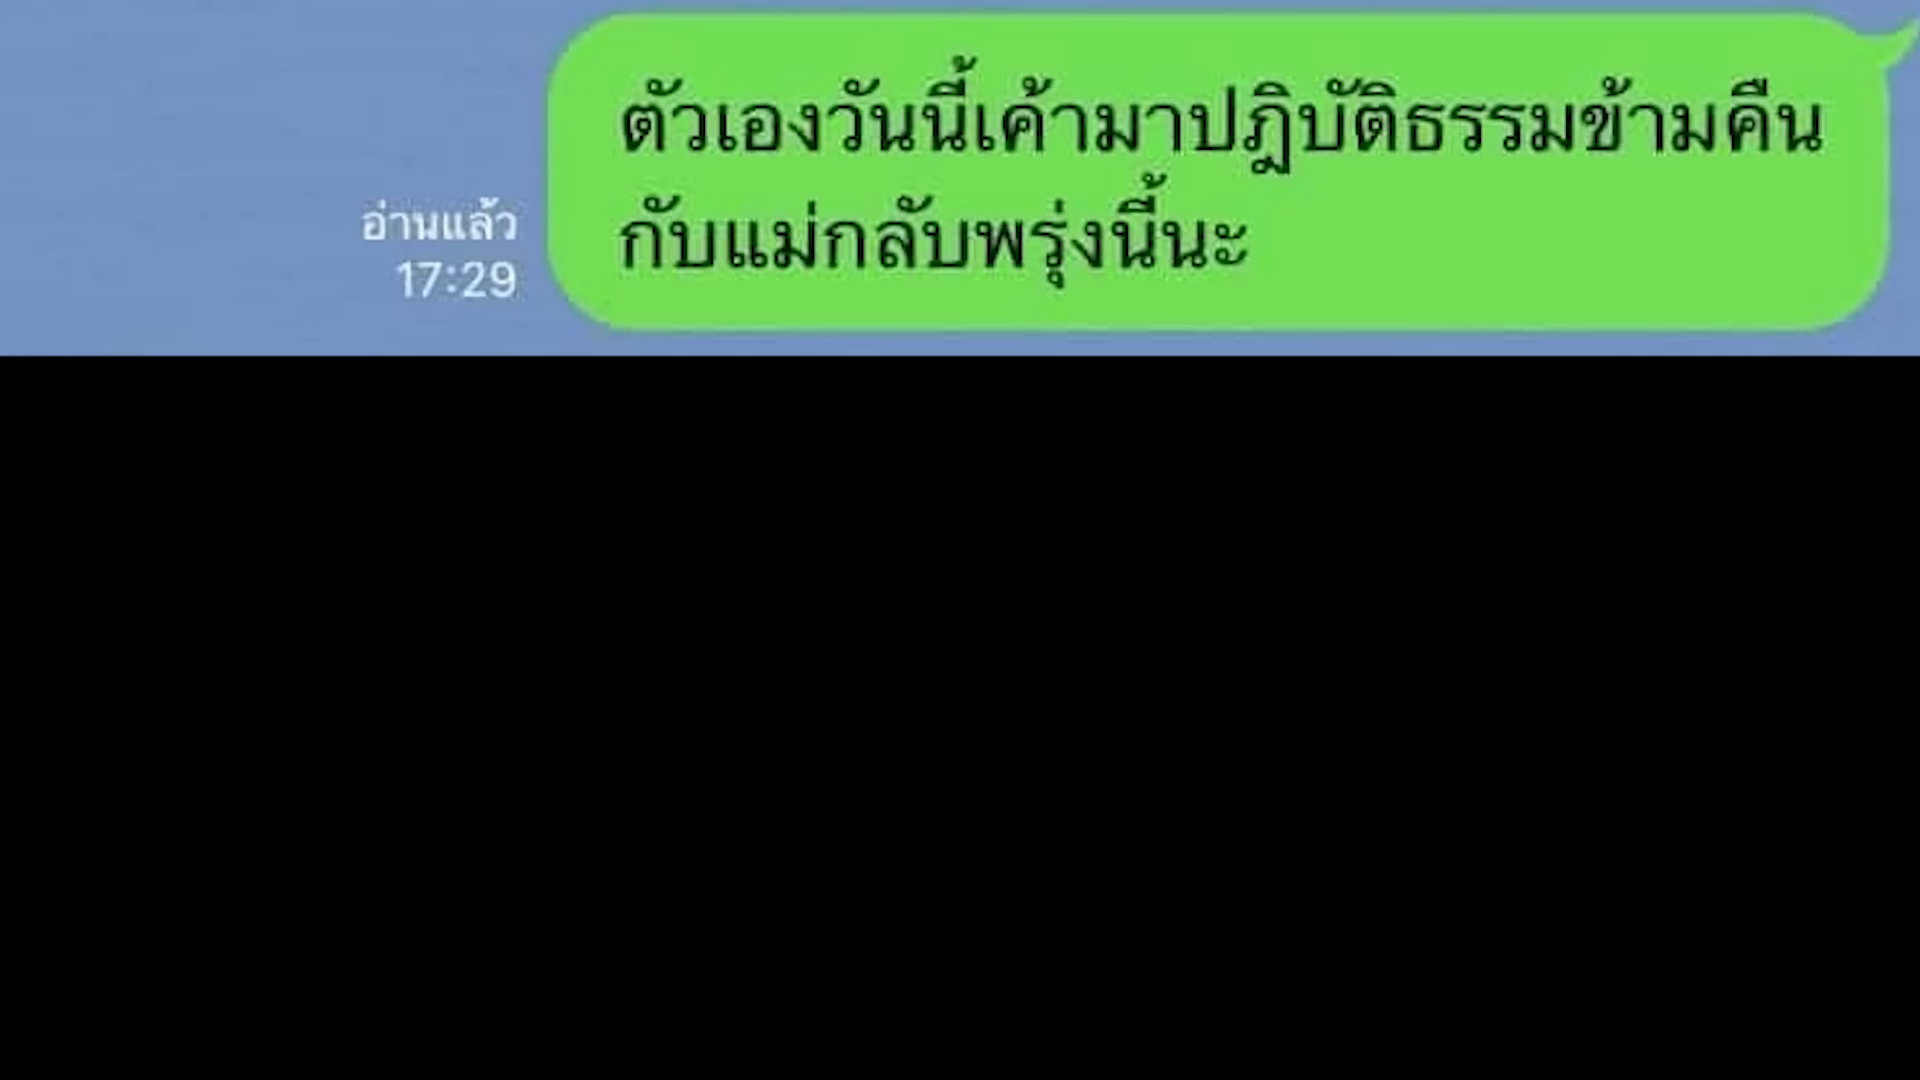 ตัวเองวันนี้เค้ามาปฎิบัติธรรมข้ามคืน
กับแม่กลับพรุ่งนี้นะ
อ่านแล้ว
17:29